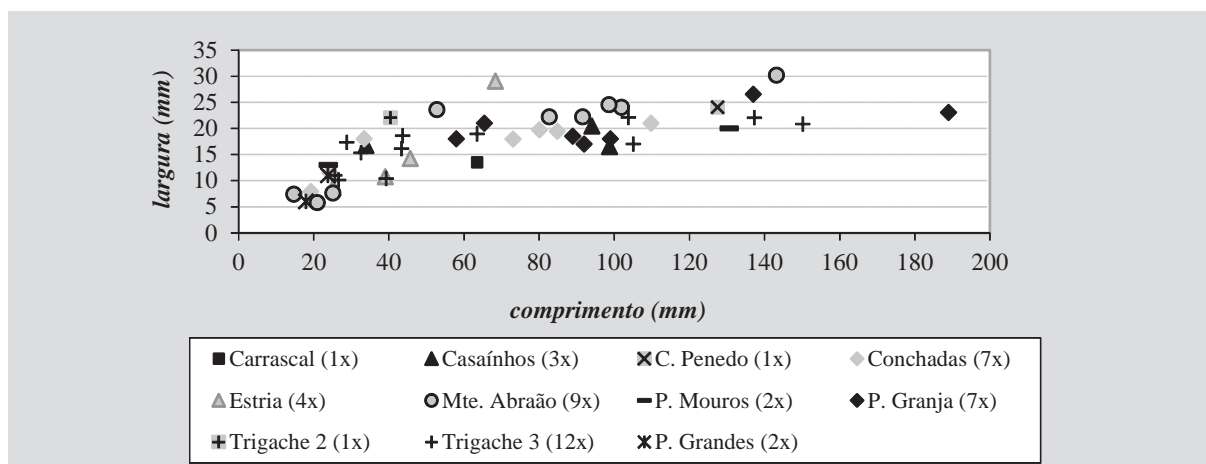 35
30
25
20
15
10
5
0
largura (mm)
0 20 40 60 80 100 120 140 160 180 200
comprimento (mm)
Carrascal (1x) Casaínhos (3x) C. Penedo (1x) Conchadas (7x)
Estria (4x) Mte. Abraão (9x) P. Mouros (2x) P. Granja (7x)
Trigache 2 (1x) Trigache 3 (12x) P. Grandes (2x)